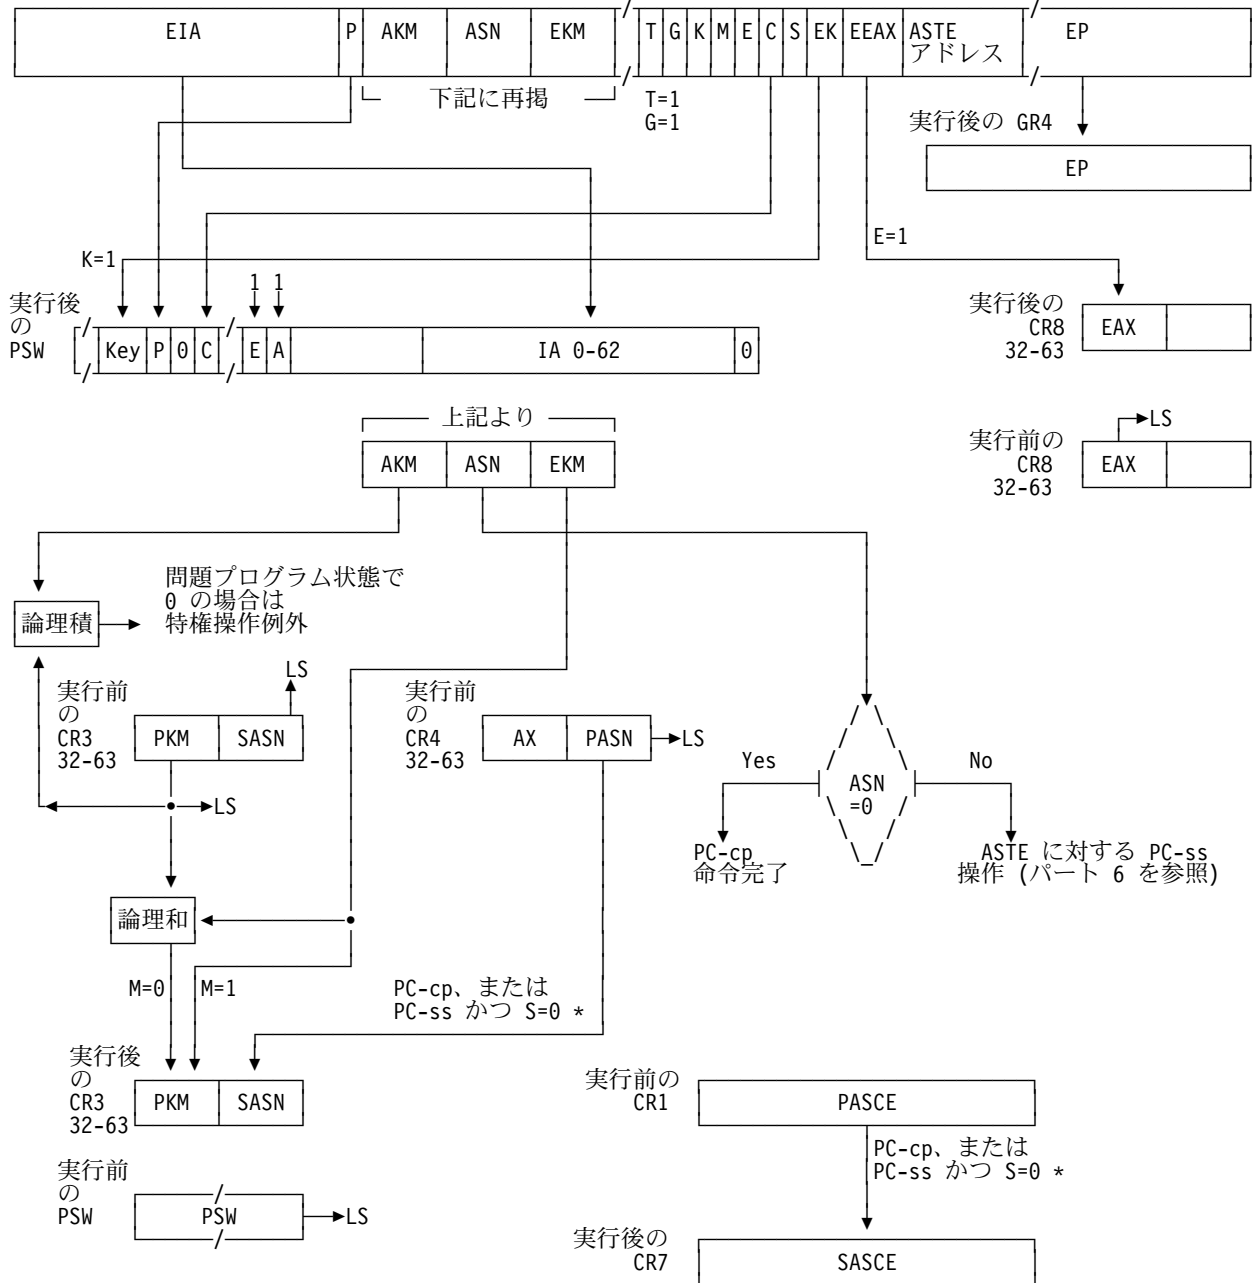 EIA P AKM ASN EKM T G K M E C S EK EEAX ASTE EP
アドレス
下記に再掲
T=1
G=1
実行後の GR4
EP
K=1
E=1
1 1
実行後
の
PSW
Key P 0 C E A IA 0-62 0
実行後の
CR8
32-63
EAX
上記より
AKM ASN EKM
LS
実行前の
CR8
32-63
EAX
問題プログラム状態で
0 の場合は
特権操作例外
論理積
LS
実行前
の
CR3
32-63
PKM SASN
実行前
の
CR4
32-63
AX PASN LS
LS
Yes
No
ASN
=0
PC-cp
命令完了
ASTE に対する PC-ss
操作 (パート 6 を参照)
論理和
M=0 M=1
PC-cp、または
PC-ss かつ S=0 *
実行後
の
CR3
32-63
PKM SASN
実行前の
CR1
PASCE
PC-cp、または
PC-ss かつ S=0 *
実行前
の
PSW
PSW LS
実行後の
CR7
SASCE